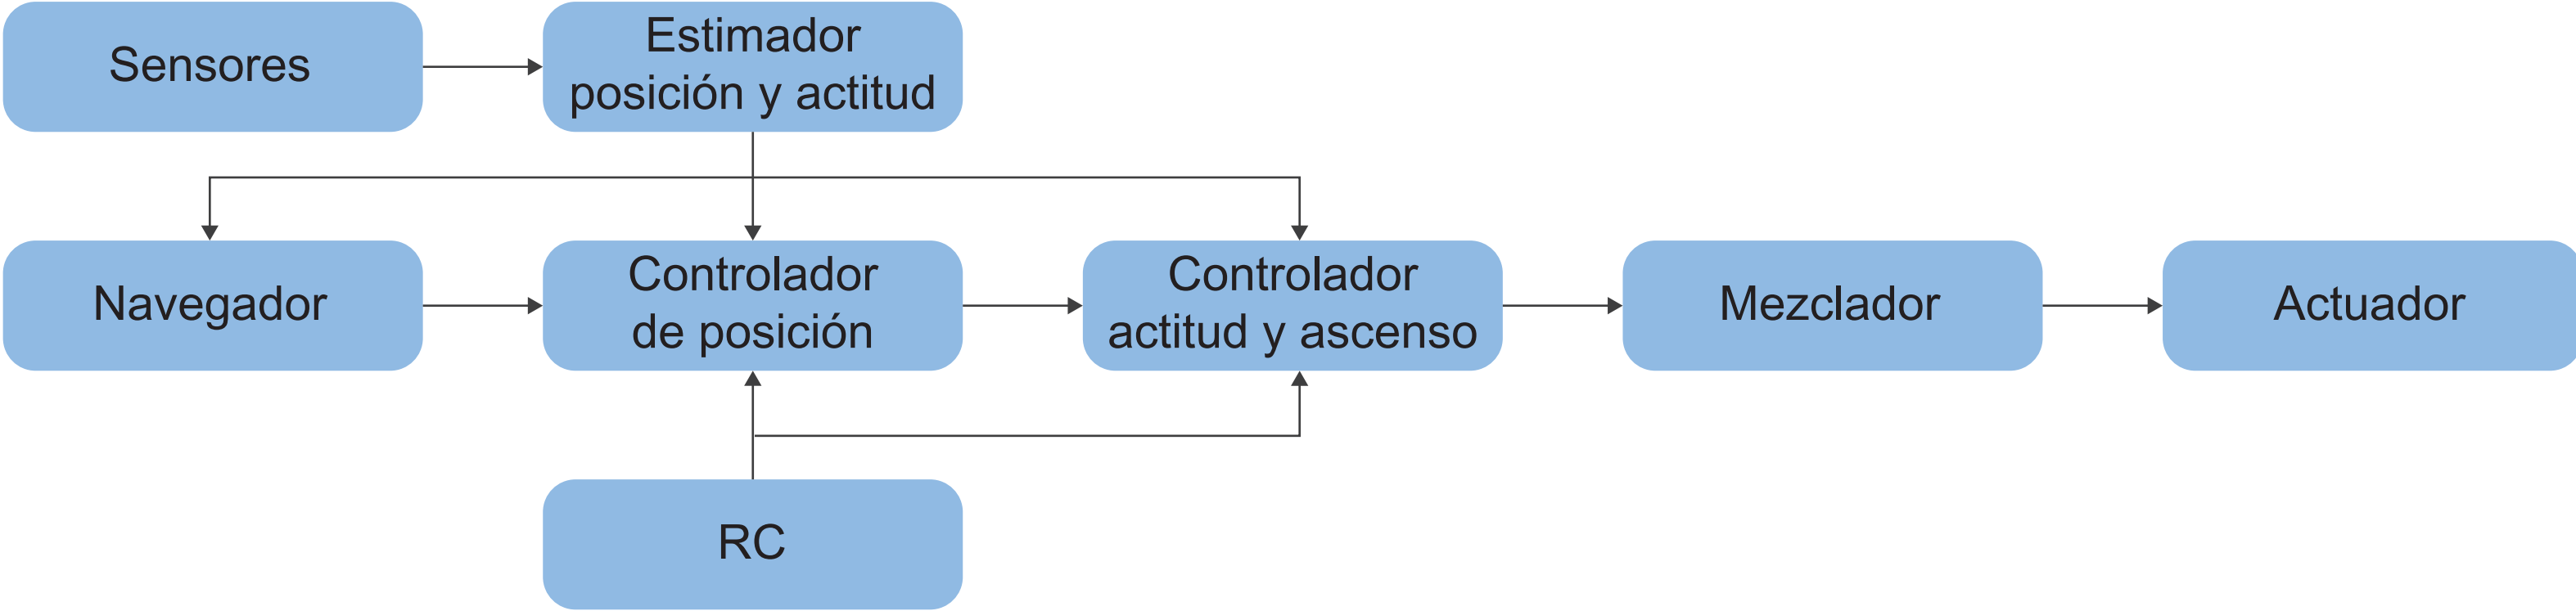 Sensores
Estimador
posición y actitud
Navegador
Controlador
de posición
Controlador
actitud y ascenso
Mezclador
Actuador
RC